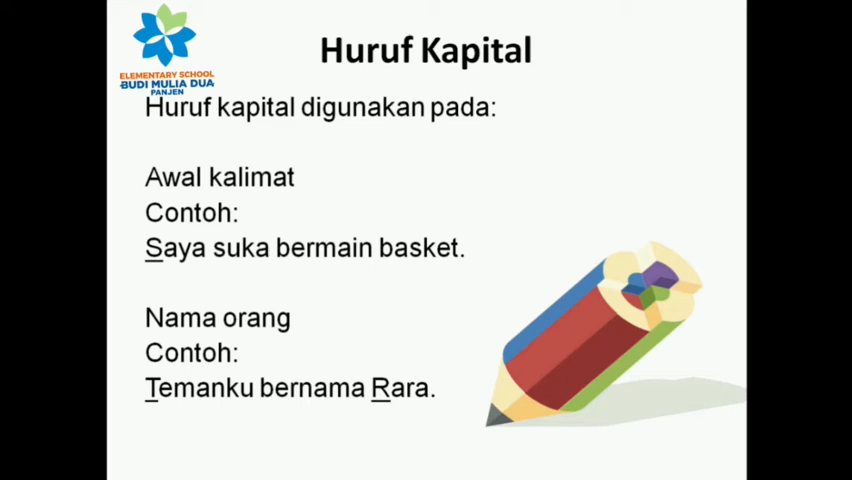 Huruf Kapital
ELEMENTARY SCHOOL
BUDI MULIA DUA
PANJEN
Huruf kapital digunakan pada:
Awal kalimat
Contoh:
Saya suka bermain basket.
Nama orang
Contoh:
Temanku bernama Rara.